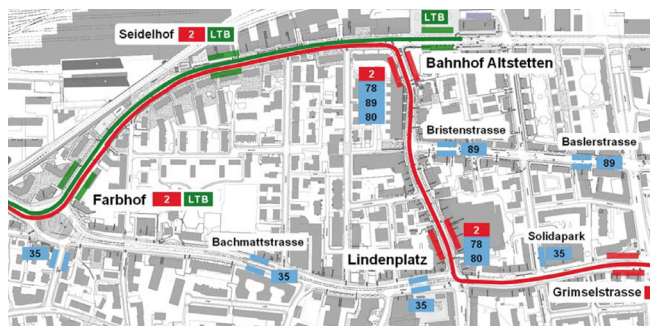 LTB
Seidelhof 2 LTB
Bahnhof Altstetten
2
78
89
80
Bristenstrasse
89
Baslerstrasse
89
Farbhof 2 LTB
35
Bachmattstrasse
35
Lindenplatz
2
78
80
35
Solidapark
35
Grimselstrasse